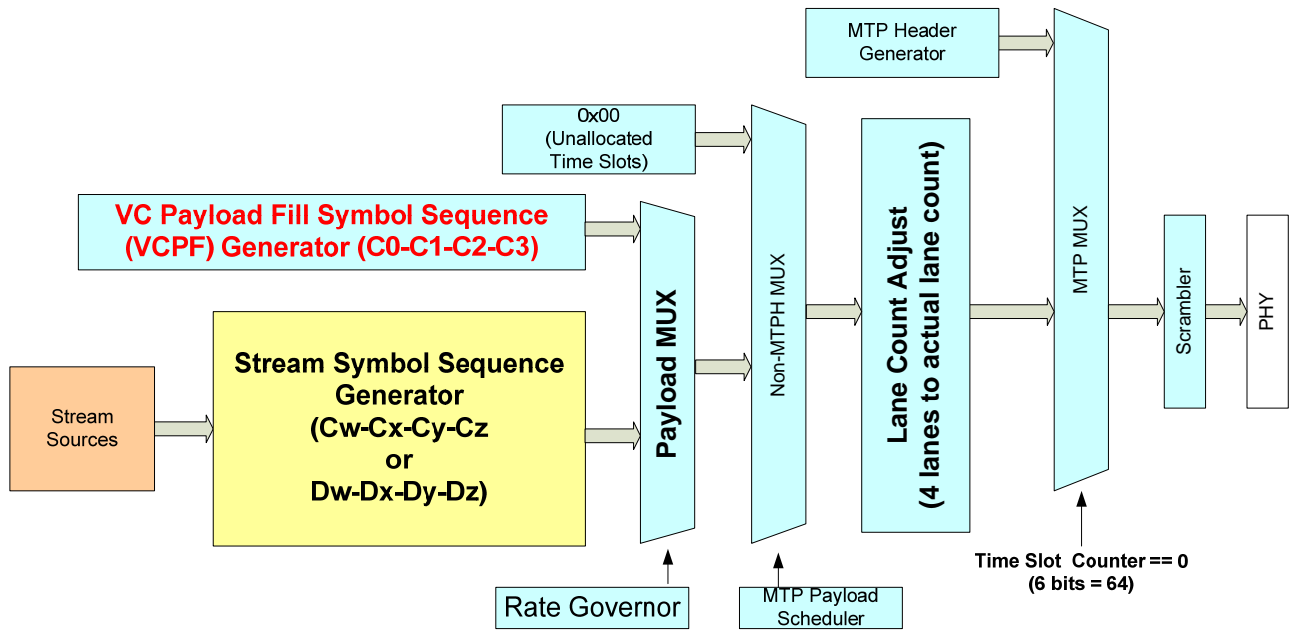 MTP Header
Generator
0x00
(Unallocated
Time Slots)
VC Payload Fill Symbol Sequence
(VCPF) Generator (C0-C1-C2-C3)
Stream Symbol Sequence
Generator
(Cw-Cx-Cy-Cz
or
Dw-Dx-Dy-Dz)
Stream
Sources
Payload MUX
Non-MTPH MUX
Lane Count Adjust
(4 lanes to actual lane count)
MTP MUX
Scrambler
PHY
Rate Governor
MTP Payload
Scheduler
Time Slot Counter == 0
(6 bits = 64)